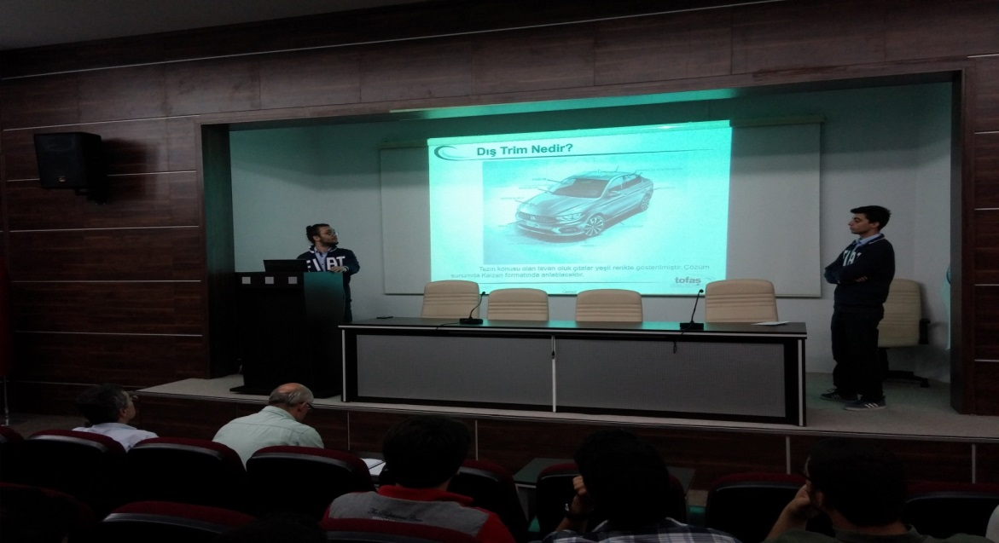 Dış Trim Nedir?
Tezin konusu olan tavan oluk çıtalar yeşil renkle gösterilmiştir. Çözüm
sunumda Kaizen formatında anlatılacaktır.
tofaş
FIAT